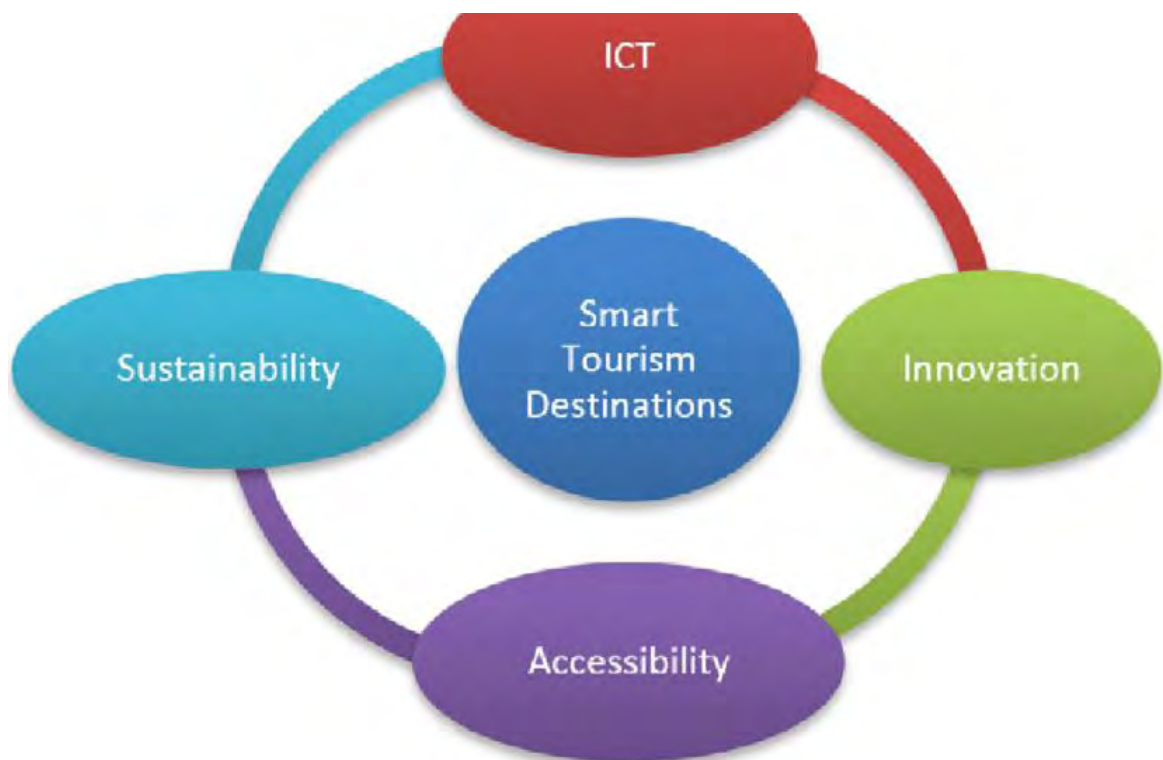 ICT
Sustainability
Smart
Tourism
Destinations
Innovation
Accessibility